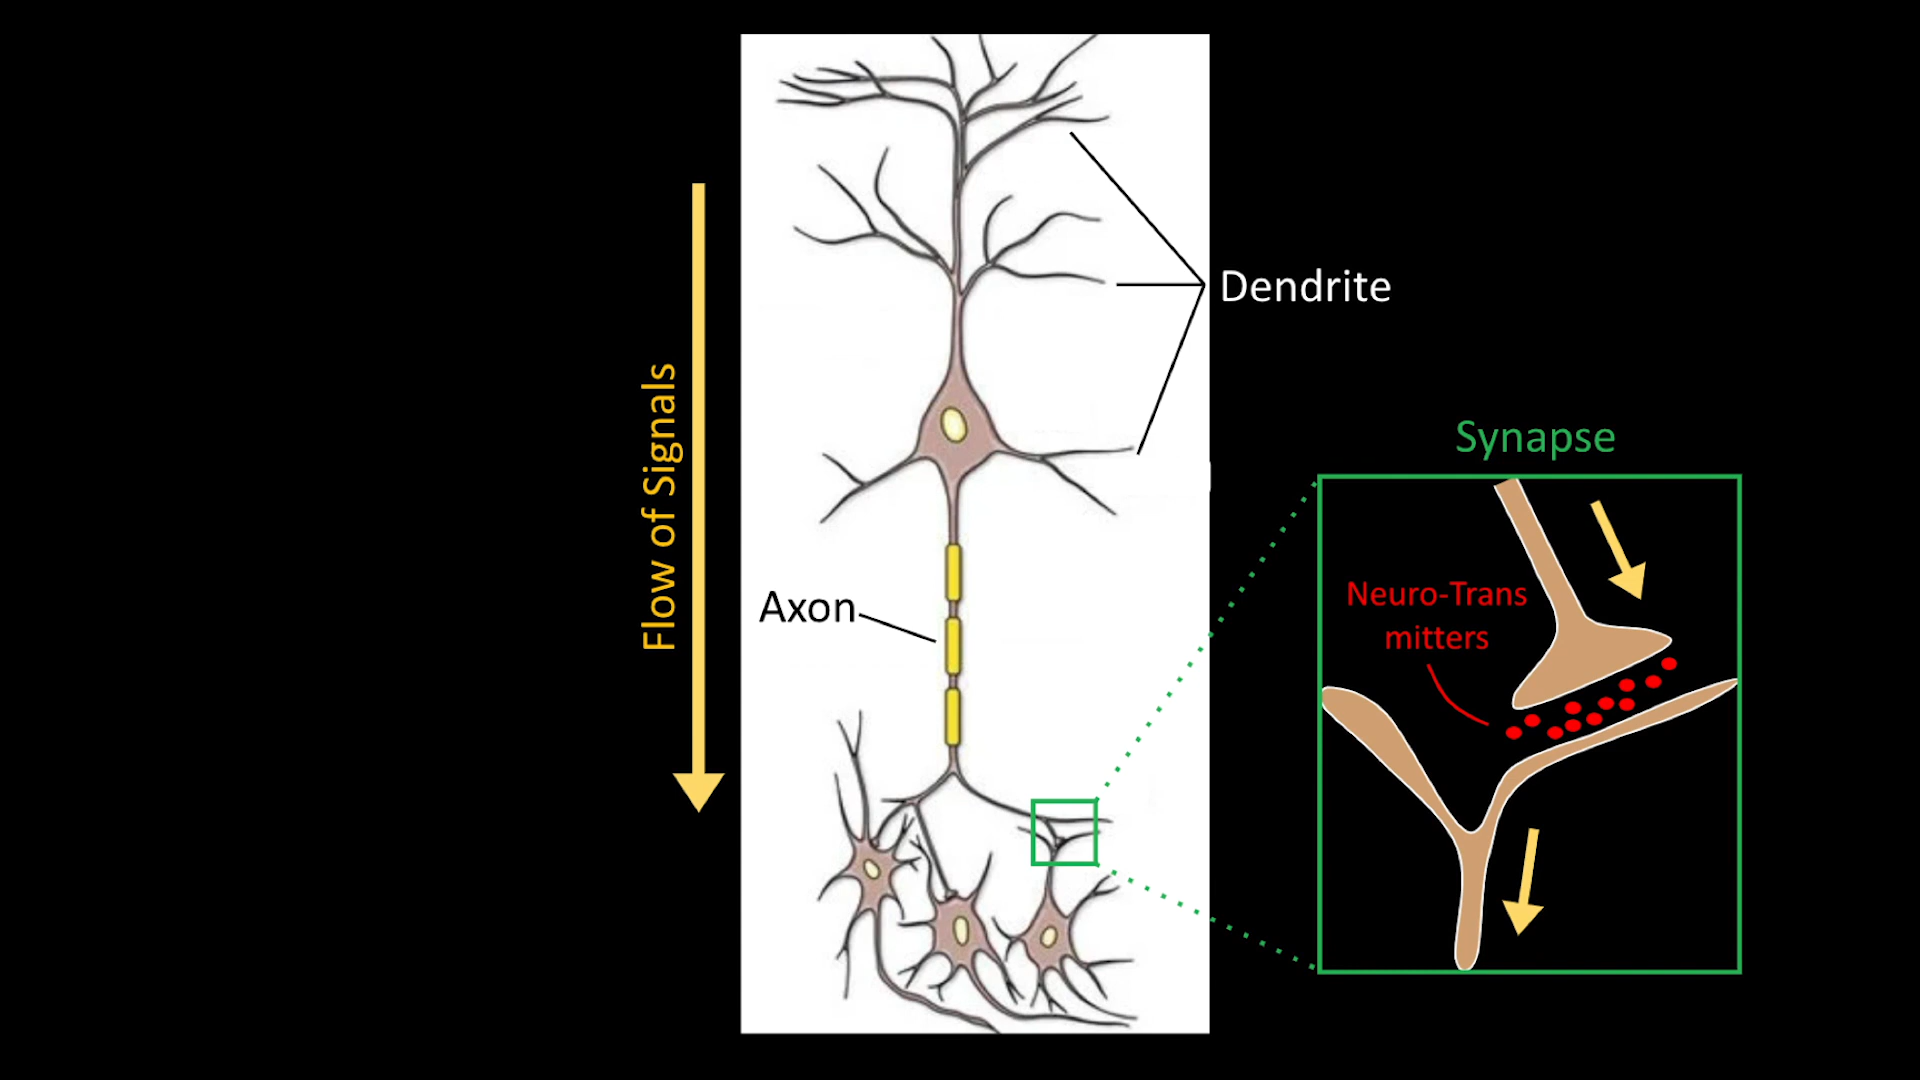 Dendrite
Flow of Signals
Synapse
Axon
Neuro-Trans
mitters